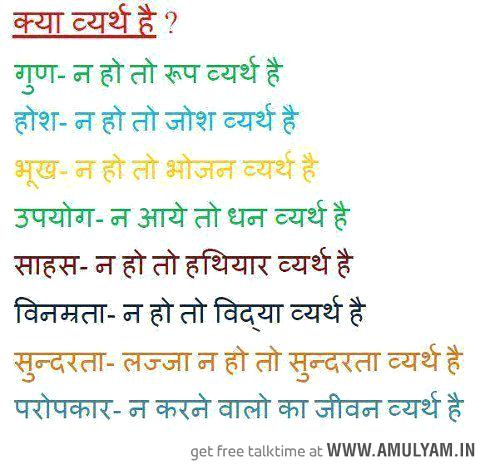 क्या व्यर्थ है ?
गुण- न हो तो रूप व्यर्थ है
होश- न हो तो जोश व्यर्थ है
भूख- न हो तो भोजन व्यर्थ है
उपयोग- न आये तो धन व्यर्थ है
साहस- न हो तो हथियार व्यर्थ है
विनम्रता- न हो तो विद्या व्यर्थ है
सुन्दरता- लज्जा न हो तो सुन्दरता व्यर्थ है
परोपकार- न करने वालो का जीवन व्यर्थ है
get free talktime at WWW.AMULYAM.IN